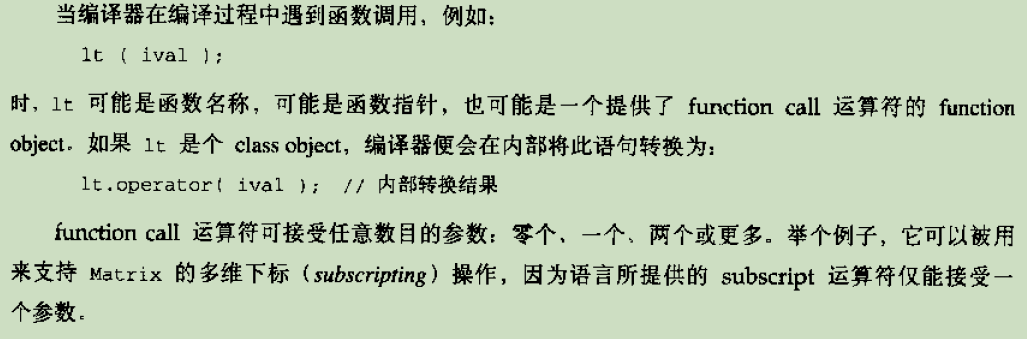 当编译器在编译过程中遇到函数调用，例如：
lt ( ival );
时，lt 可能是函数名称，可能是函数指针，也可能是一个提供了 function call 运算符的 function
object。如果 lt 是个 class object，编译器便会在内部将此语句转换为：
lt.operator( ival ); // 内部转换结果
function call 运算符可接受任意数目的参数：零个、一个、两个或更多。举个例子，它可以被用
来支持 Matrix 的多维下标（subscripting）操作，因为语言所提供的 subscript 运算符仅能接受一
个参数。